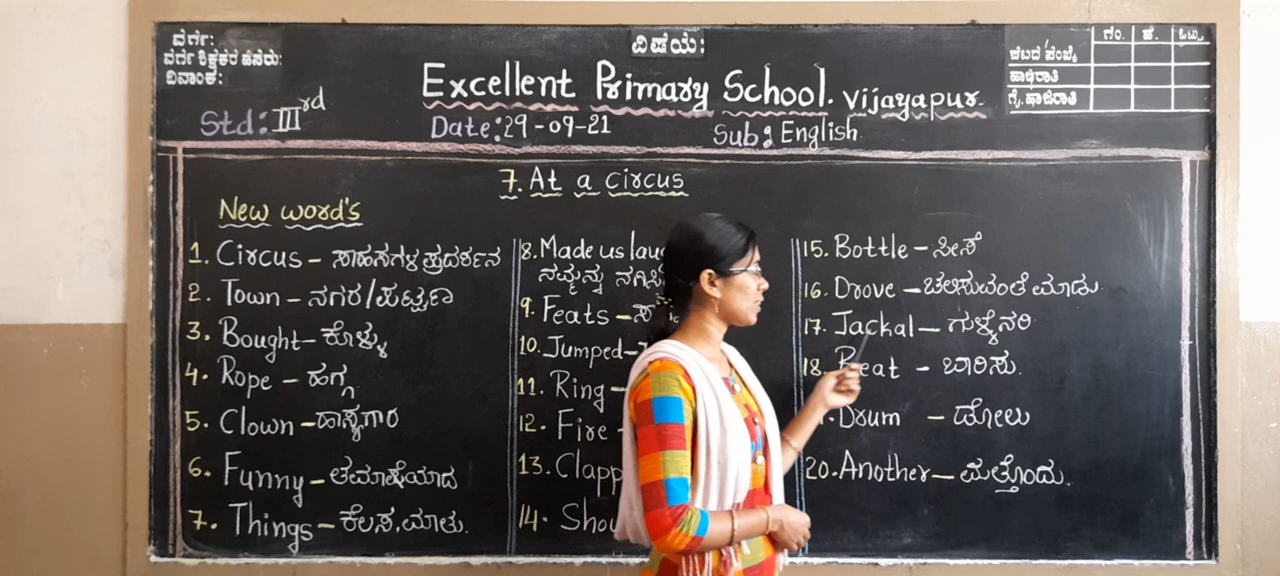 ವರ್ಗ:
ವರ್ಗ ಶಿಕ್ಷಕರ ಹೆಸರು:
ದಿನಾಂಕ:
ವಿಷಯ:
ಗಂ. ಹೆ. ಒಟ್ಟು
ಹಾಜರಾತಿ
ಗೈ.ಹಾಜರಾತಿ
Excellent Primary School. Vijayapur.
Std: IIIrd
Date: 29-09-21
Sub: English
7. At a circus
New word's
1. Circus - ಸಾಹಸಗಳ ಪ್ರದರ್ಶನ
2. Town - ನಗರ/ಪಟ್ಟಣ
3. Bought - ಕೊಳ್ಳು
4. Rope - ಹಗ್ಗ
5. Clown - ಹಾಸ್ಯಗಾರ
6. Funny - ತಮಾಷೆಯಾದ
7. Things - ಕೆಲಸ, ಮಾತು.
8. Made us
ನಮ್ಮನ್ನು
9. Feats -
10. Jumped -
11. Ring -
12. Fire -
13.
14.
15. Bottle - ಸೀಸೆ
16. Drove - ಚಲಿಸುವಂತೆ ಮಾಡು
17. Jackal - ಗುಳ್ಳೆನರಿ
18. Beat - ಬಾರಿಸು.
Drum - ಡೋಲು
20. Another - ಮತ್ತೊಂದು.